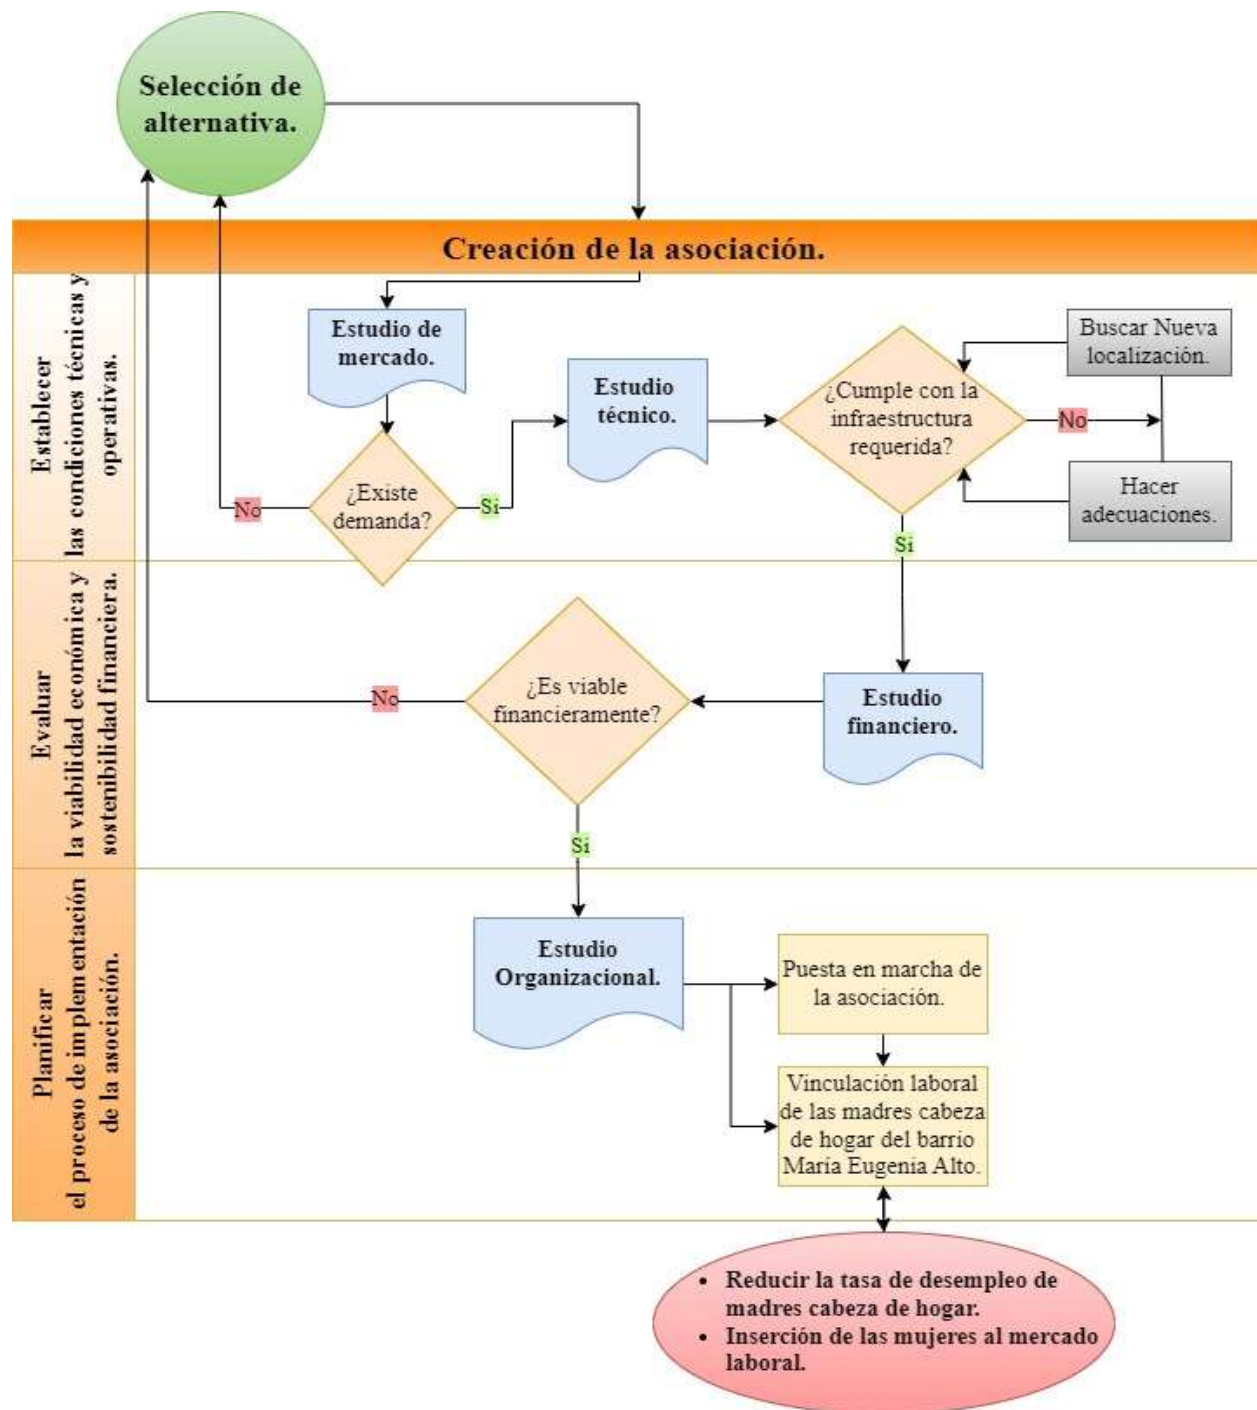 Selección de
alternativa.
Creación de la asociación.
Establecer
las condiciones técnicas y
operativas.
Estudio de
mercado.
¿Existe
demanda?
No
Si
Estudio
técnico.
¿Cumple con la
infraestructura
requerida?
No
Buscar Nueva
localización.
Hacer
adecuaciones.
Si
Evaluar
la viabilidad económica y
sostenibilidad financiera.
Estudio
financiero.
¿Es viable
financieramente?
No
Si
Planificar
el proceso de implementación
de la asociación.
Estudio
Organizacional.
Puesta en marcha de
la asociación.
Vinculación laboral
de las madres cabeza
de hogar del barrio
María Eugenia Alto.
• Reducir la tasa de desempleo de
madres cabeza de hogar.
• Inserción de las mujeres al mercado
laboral.